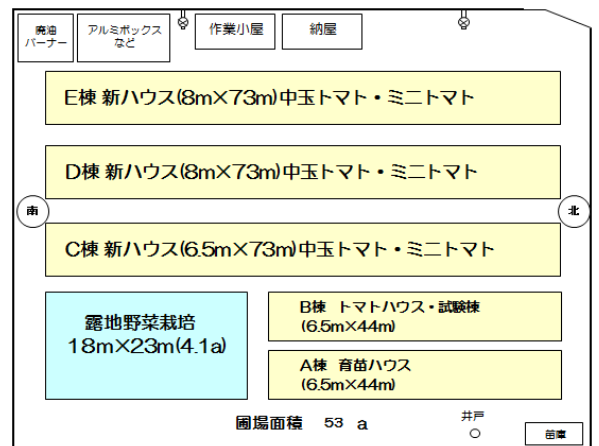 廃油
バーナー
アルミボックス
など
作業小屋
納屋
E棟 新ハウス(8m×73m)中玉トマト・ミニトマト
D棟 新ハウス(8m×73m)中玉トマト・ミニトマト
南
北
C棟 新ハウス(6.5m×73m)中玉トマト・ミニトマト
露地野菜栽培
18m×23m(4.1a)
B棟 トマトハウス・試験棟
(6.5m×44m)
A棟 育苗ハウス
(6.5m×44m)
圃場面積 53 a
井戸
苗庫